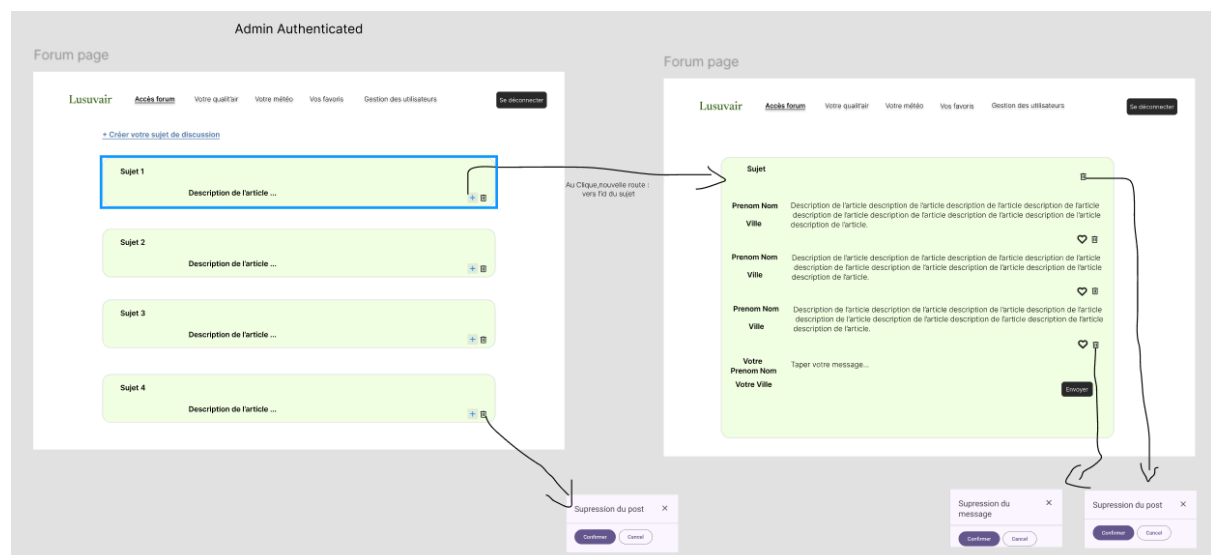 Admin Authenticated
Forum page
Lusuvair
Accès forum
Votre qualit'air
Votre météo
Vos favoris
Gestion des utilisateurs
Se déconnecter
+ Créer votre sujet de discussion
Sujet 1
Description de l'article ...
+
Sujet 2
Description de l'article ...
+
Sujet 3
Description de l'article ...
+
Sujet 4
Description de l'article ...
+
Supression du post ×
Confirmer
Cancel
Au Clique,nouvelle route :
vers l'id du sujet
Forum page
Lusuvair
Accès forum
Votre qualit'air
Votre météo
Vos favoris
Gestion des utilisateurs
Se déconnecter
Sujet
Prenom Nom
Ville
Description de l'article description de l'article description de l'article description de l'article
description de l'article description de l'article description de l'article description de l'article
description de l'article.
Prenom Nom
Ville
Description de l'article description de l'article description de l'article description de l'article
description de l'article description de l'article description de l'article description de l'article
description de l'article.
Prenom Nom
Ville
Description de l'article description de l'article description de l'article description de l'article
description de l'article description de l'article description de l'article description de l'article
description de l'article.
Votre
Prenom Nom
Votre Ville
Taper votre message...
Envoyer
Supression du
message
×
Confirmer
Cancel
Supression du post ×
Confirmer
Cancel